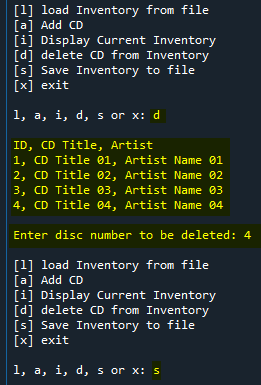 [l] load Inventory from file
[a] Add CD
[i] Display Current Inventory
[d] delete CD from Inventory
[s] Save Inventory to file
[x] exit
l, a, i, d, s or x: d
ID, CD Title, Artist
1, CD Title 01, Artist Name 01
2, CD Title 02, Artist Name 02
3, CD Title 03, Artist Name 03
4, CD Title 04, Artist Name 04
Enter disc number to be deleted: 4
[l] load Inventory from file
[a] Add CD
[i] Display Current Inventory
[d] delete CD from Inventory
[s] Save Inventory to file
[x] exit
l, a, i, d, s or x: s